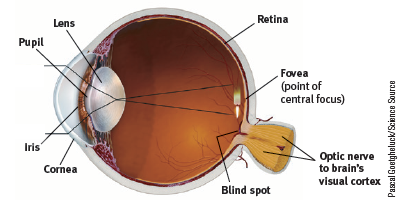 Lens
Retina
Pupil
Fovea
(point of
central focus)
Iris
Cornea
Optic nerve
to brain's
visual cortex
Blind spot
Pascal Goetgheluck/Science Source